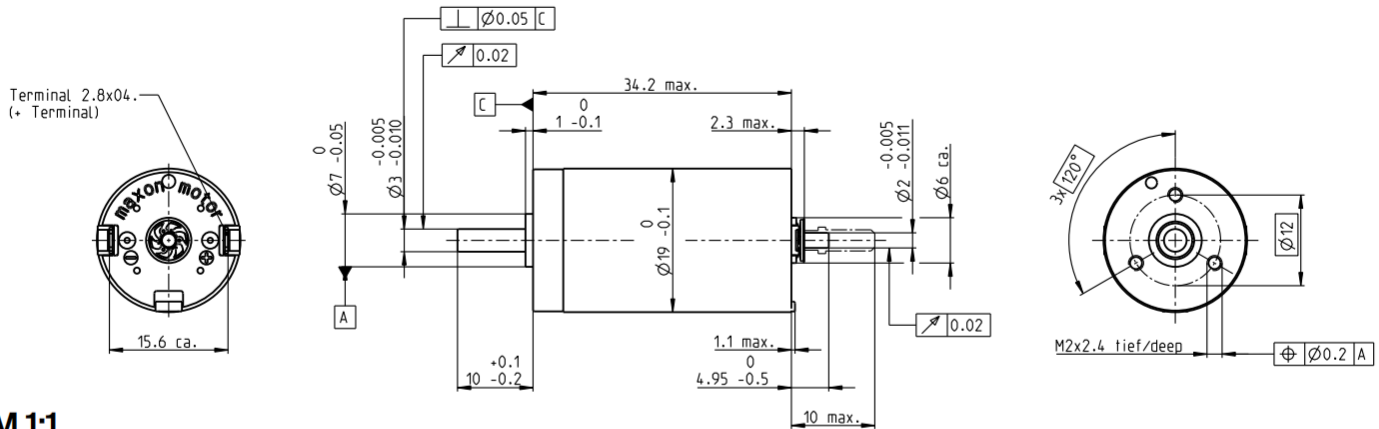 ⊥ Ø0.05 C
↗ 0.02
Terminal 2.8x04.
(+ Terminal)
34.2 max.
C
0
1 -0.1
2.3 max.
0
Ø7 -0.05
-0.005
Ø3 -0.010
-0.005
Ø2 -0.011
Ø6 ca.
3x 120°
maxon motor
0
Ø19 -0.1
Ø12
A
15.6 ca.
↗ 0.02
1.1 max.
M2x2.4 tief/deep
⌖ Ø0.2 A
+0.1
10 -0.2
0
4.95 -0.5
10 max.
M 1:1